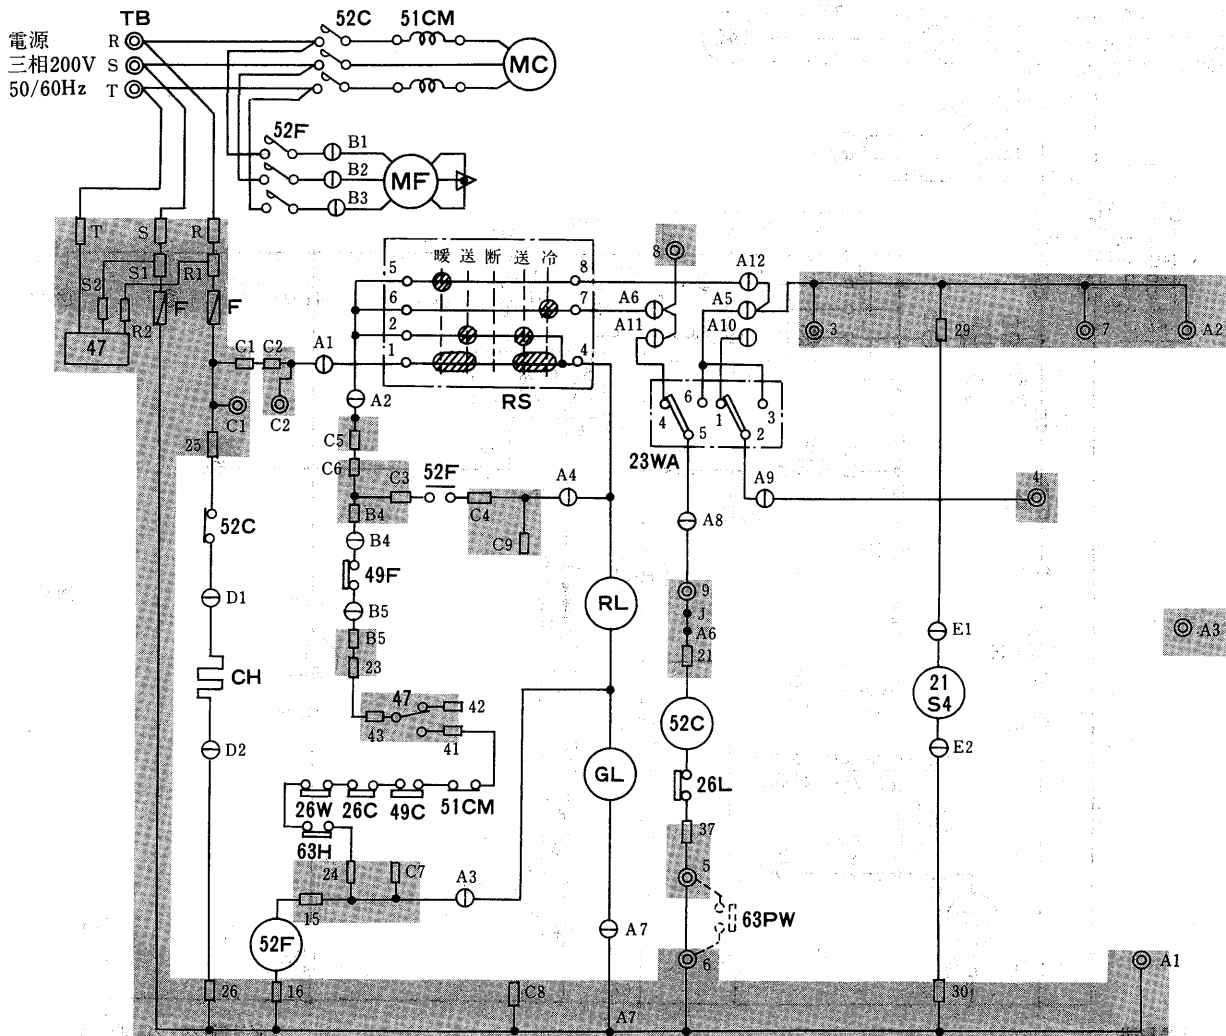 TB
52C 51CM
電源 R
三相200V S
50/60Hz T
MC
52F
B1
B2
B3
MF
T S R
S2 S1 R1
R2 F F
47
暖 送 断 送 冷
5 8
6 7
2
1 4
RS
8
A12
A6 A5
A11 A10
3 29 7 A2
C1 C2 A1
C1 C2
A2
4 5 6 1 2 3
23WA
25
C5
C6
C3 52F C4 A4
C9
A9
4
A8
52C
B4
B4
49F
B5
B5
23
D1
CH
D2
RL
9
J
A6
21
A3
E1
21
S4
E2
47
43 42
41
52C
26L
GL
26W 26C 49C 51CM
63H
37
5
63PW
6
24 C7 A3
15
52F
A7
A1
26 16 C8 A7 30